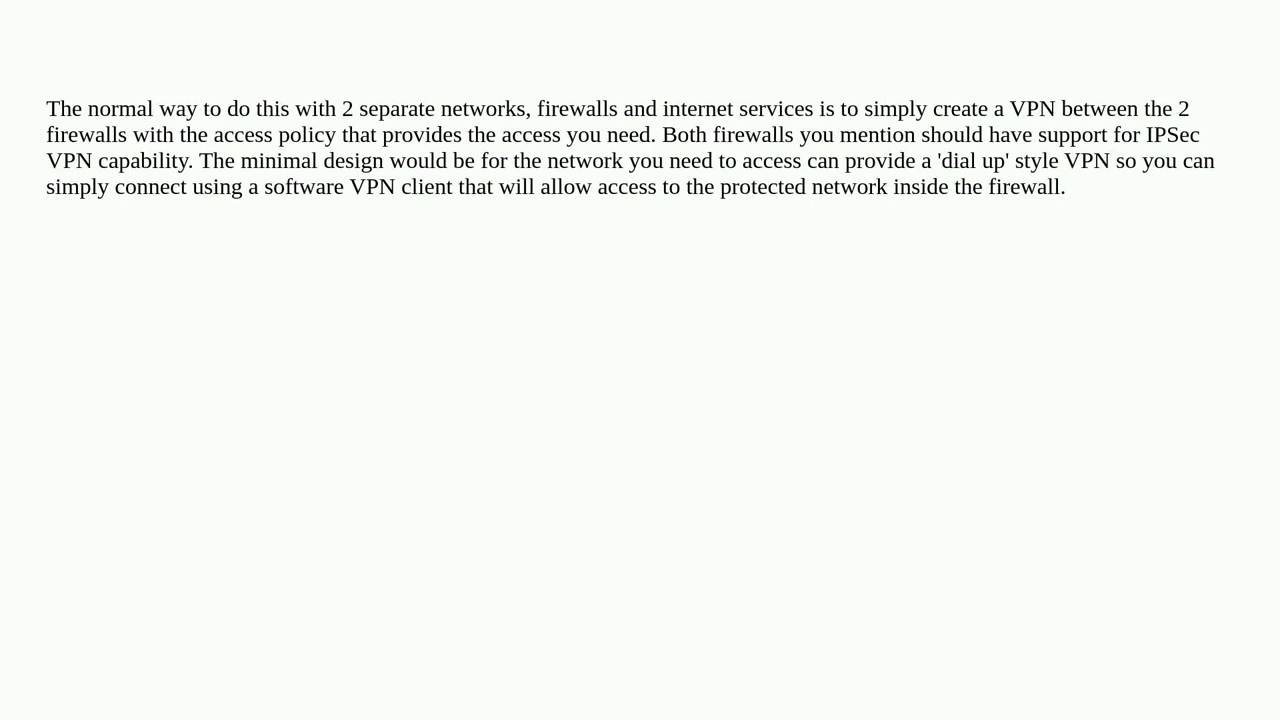 The normal way to do this with 2 separate networks, firewalls and internet services is to simply create a VPN between the 2
firewalls with the access policy that provides the access you need. Both firewalls you mention should have support for IPSec
VPN capability. The minimal design would be for the network you need to access can provide a 'dial up' style VPN so you can
simply connect using a software VPN client that will allow access to the protected network inside the firewall.